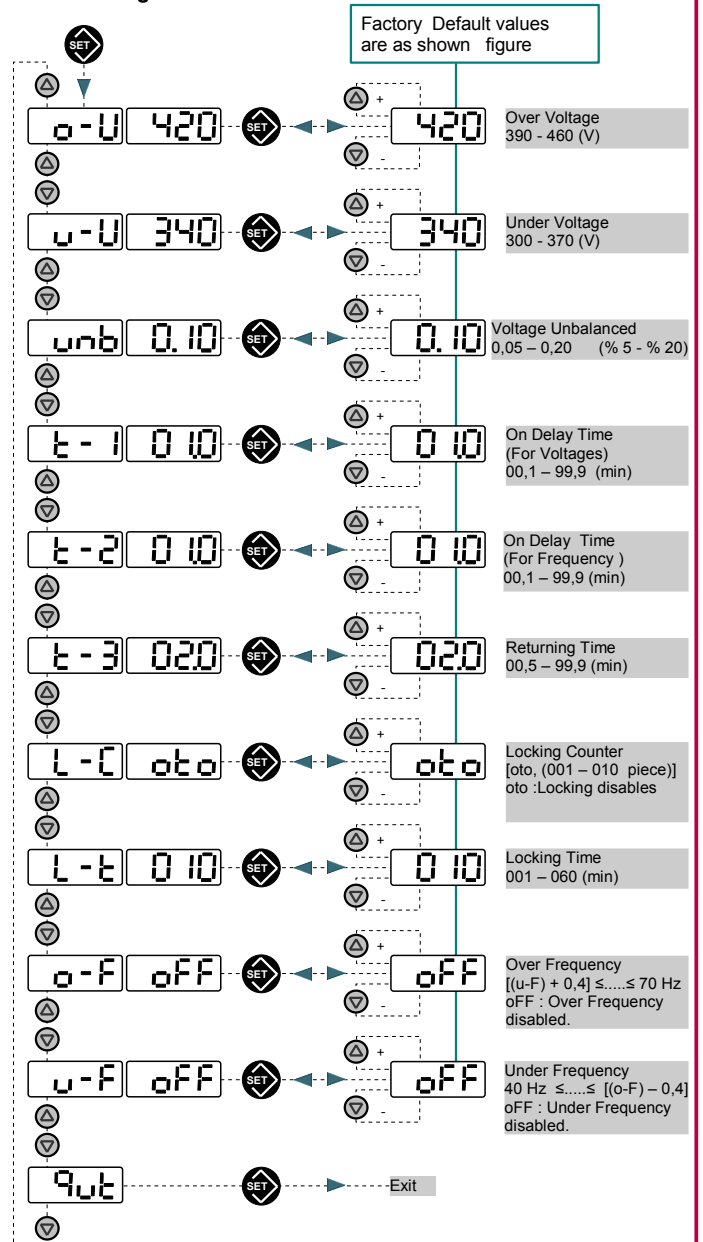 Factory Default values
are as shown figure
SET
o-U 420 SET + 420 -
Over Voltage
390 - 460 (V)
u-U 340 SET + 340 -
Under Voltage
300 - 370 (V)
unb 0.10 SET + 0.10 -
Voltage Unbalanced
0,05 – 0,20 (% 5 - % 20)
t-1 01.0 SET + 01.0 -
On Delay Time
(For Voltages)
00,1 – 99,9 (min)
t-2 01.0 SET + 01.0 -
On Delay Time
(For Frequency )
00,1 – 99,9 (min)
t-3 02.0 SET + 02.0 -
Returning Time
00,5 – 99,9 (min)
L-C oto SET + oto -
Locking Counter
[oto, (001 – 010 piece)]
oto :Locking disables
L-t 010 SET + 010 -
Locking Time
001 – 060 (min)
o-F oFF SET + oFF -
Over Frequency
[(u-F) + 0,4] ≤.....≤ 70 Hz
oFF : Over Frequency
disabled.
u-F oFF SET + oFF -
Under Frequency
40 Hz ≤.....≤ [(o-F) – 0,4]
oFF : Under Frequency
disabled.
qut SET Exit